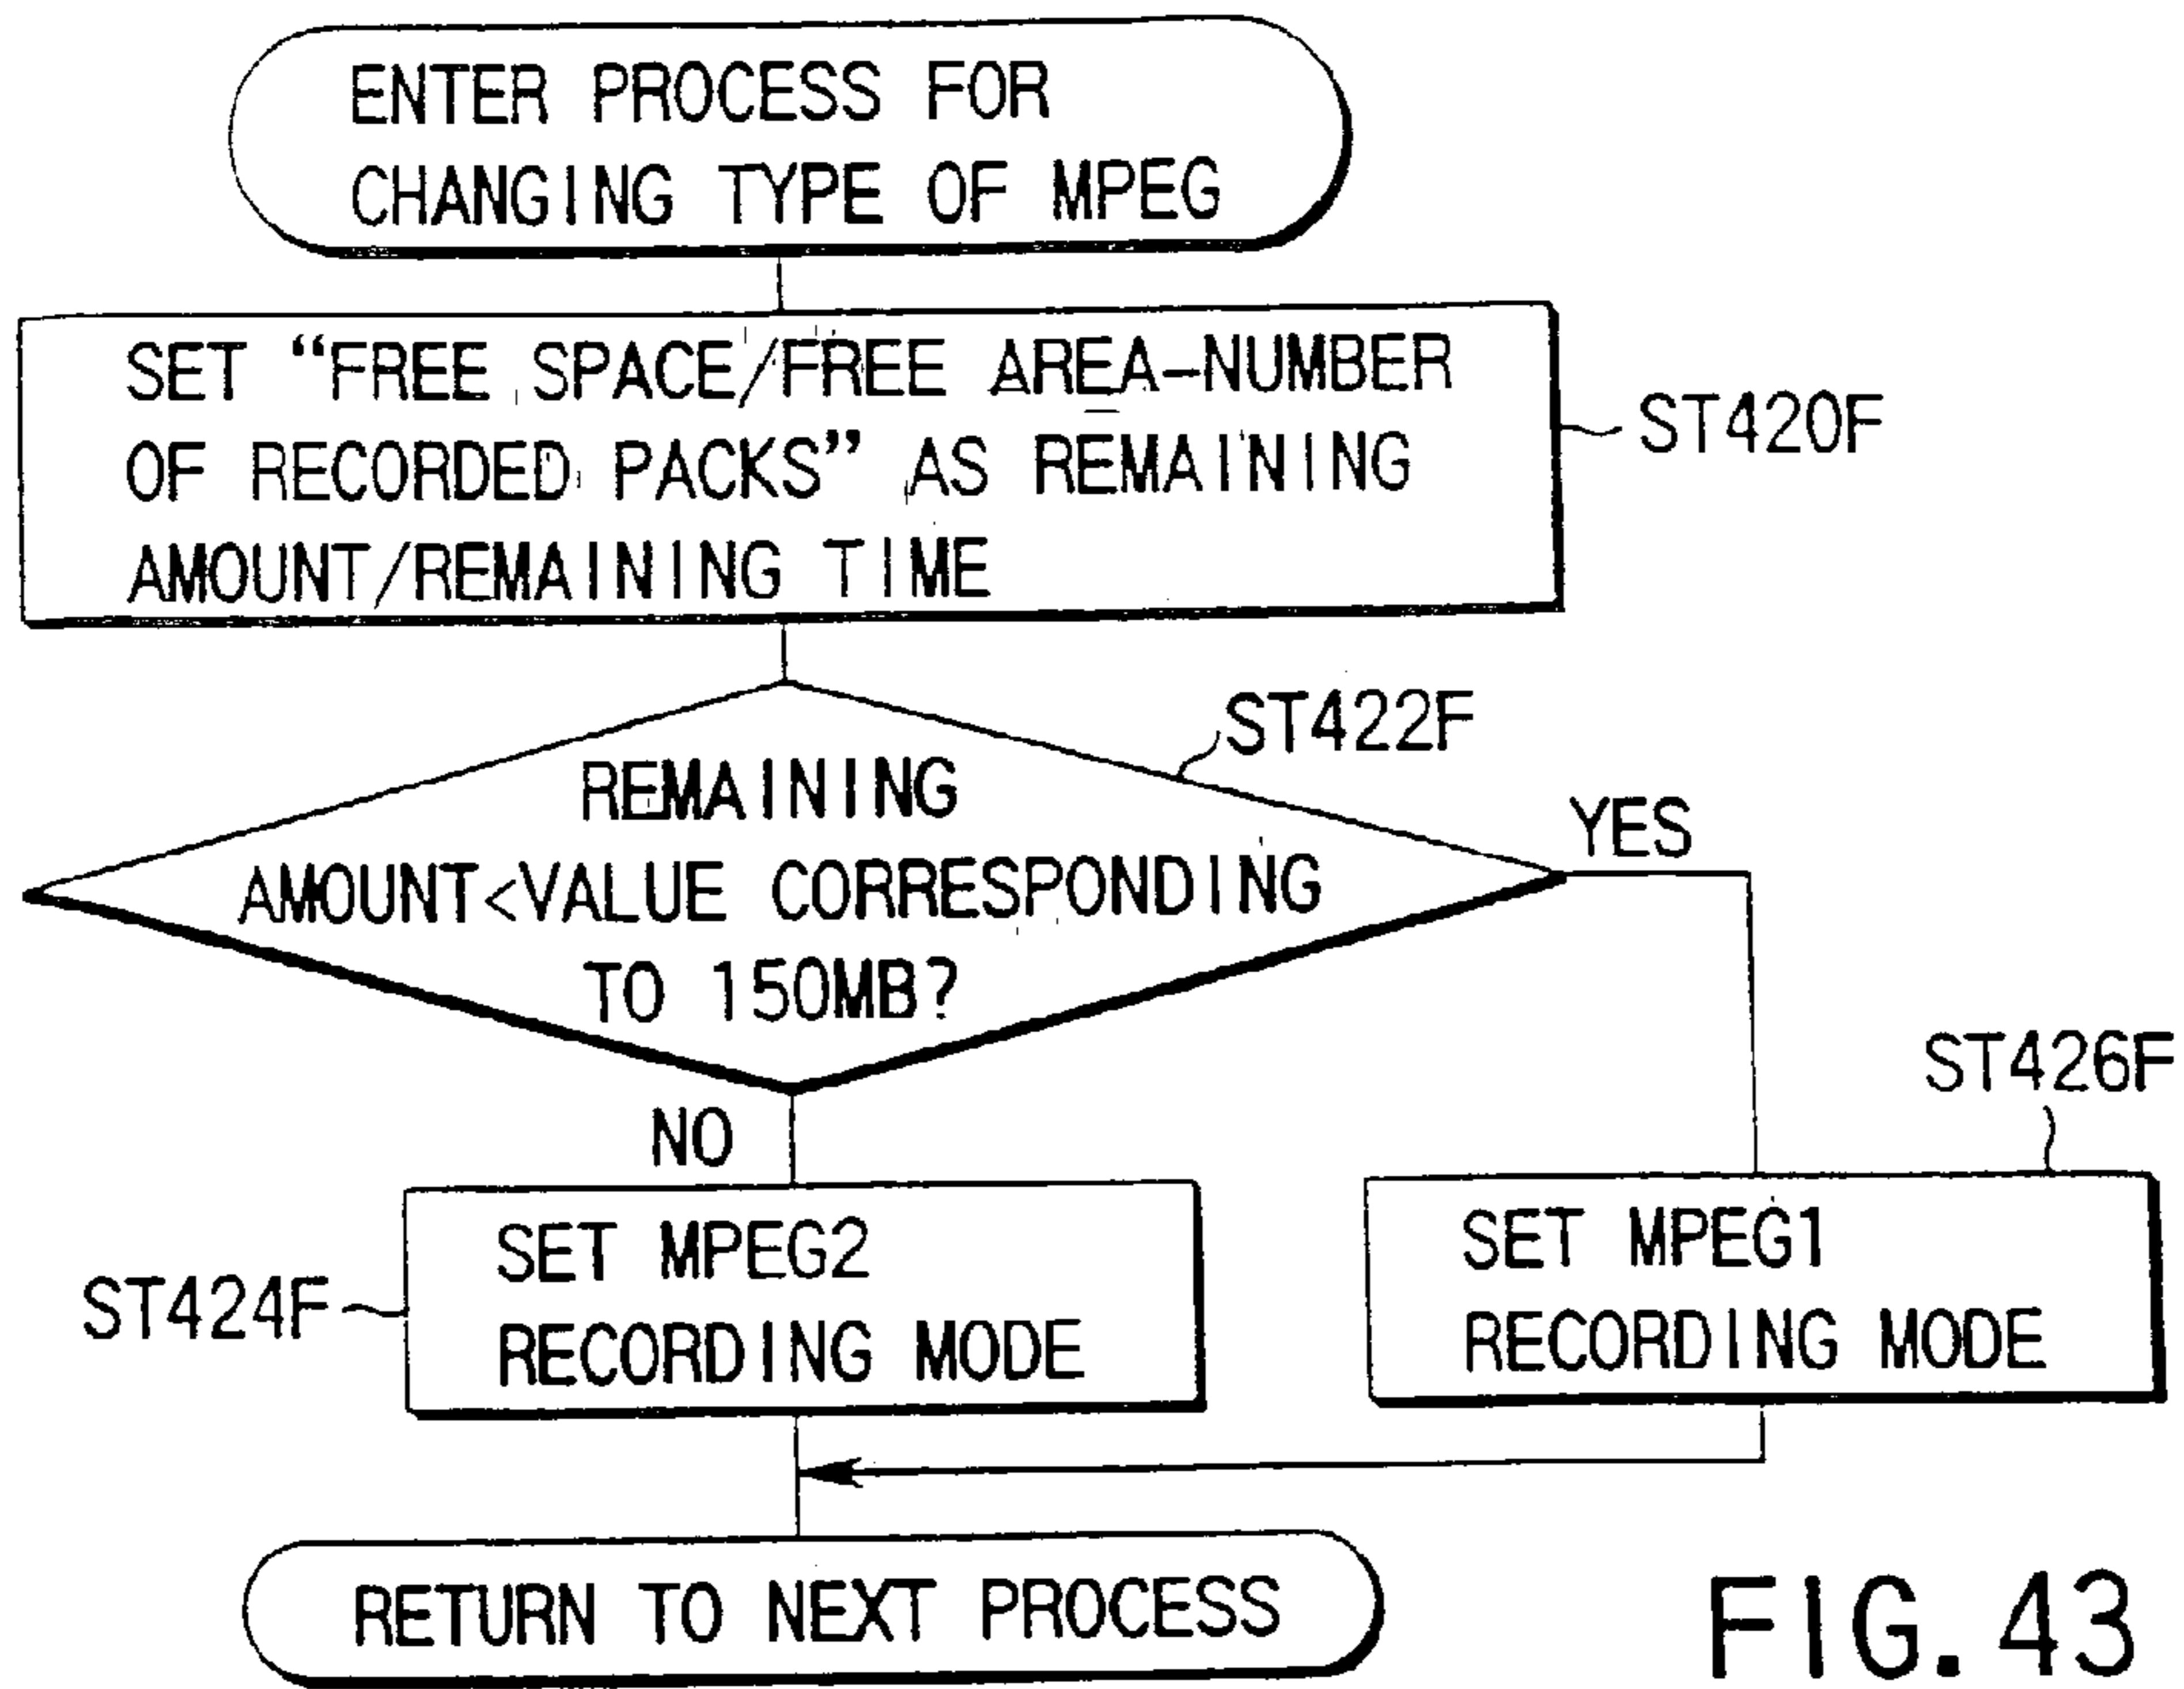 ENTER PROCESS FOR
CHANGING TYPE OF MPEG
SET “FREE SPACE/FREE AREA-NUMBER
OF RECORDED PACKS” AS REMAINING
AMOUNT/REMAINING TIME
ST420F
ST422F
REMAINING
AMOUNT<VALUE CORRESPONDING
TO 150MB?
YES
NO
ST426F
SET MPEG2
RECORDING MODE
ST424F
SET MPEG1
RECORDING MODE
RETURN TO NEXT PROCESS
FIG. 43